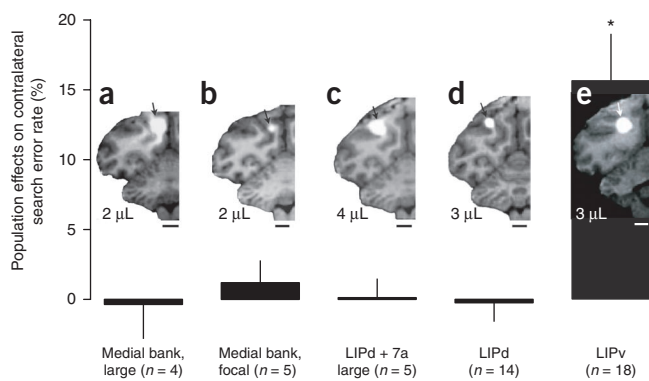 Population effects on contralateral
search error rate (%)
20
15
10
5
0
a
b
c
d
e
*
2 µL
2 µL
4 µL
3 µL
3 µL
Medial bank,
large (n = 4)
Medial bank,
focal (n = 5)
LIPd + 7a
large (n = 5)
LIPd
(n = 14)
LIPv
(n = 18)